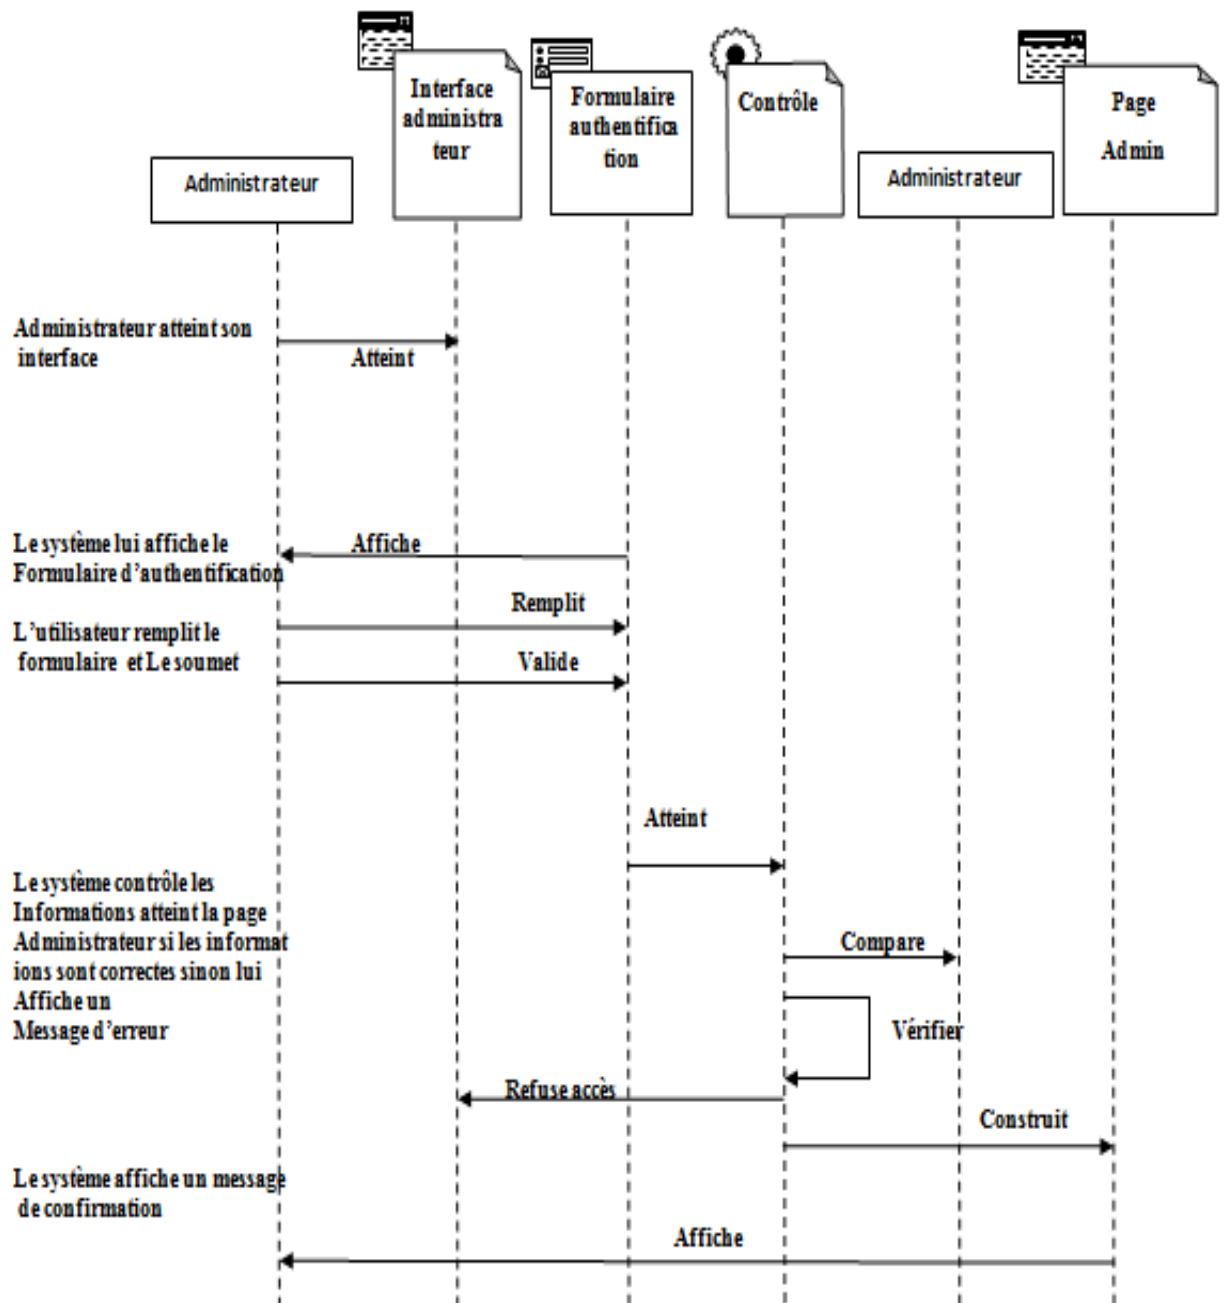 Interface
administra
teur
Formulaire
authentifica
tion
Contrôle
Page
Admin
Administrateur
Administrateur
Administrateur atteint son
interface
Atteint
Le système lui affiche le
Formulaire d'authentification
Affiche
Remplit
L'utilisateur remplit le
formulaire et Le soumet
Valide
Atteint
Le système contrôle les
Informations atteint la page
Administrateur si les informat
ions sont correctes sinon lui
Affiche un
Message d'erreur
Compare
Vérifier
Refuse accès
Construit
Le système affiche un message
de confirmation
Affiche